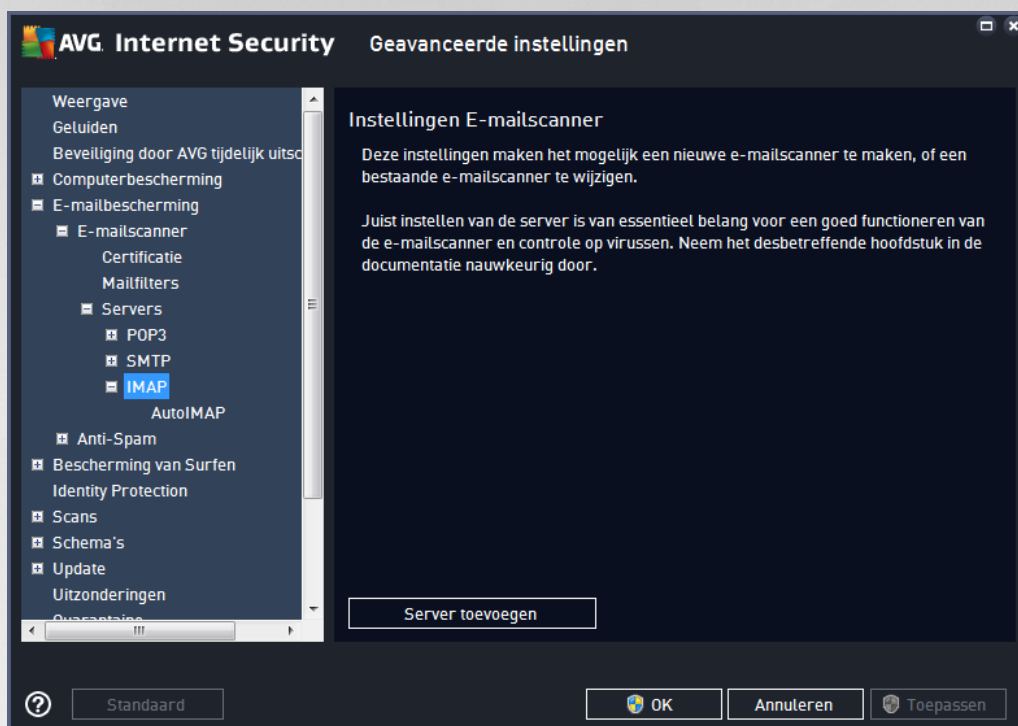 AVG. Internet Security Geavanceerde instellingen
Weergave
Geluiden
Beveiliging door AVG tijdelijk uitsc
Computerbescherming
E-mailbescherming
E-mailscanner
Certificatie
Mailfilters
Servers
POP3
SMTP
IMAP
AutoIMAP
Anti-Spam
Bescherming van Surfen
Identity Protection
Scans
Schema's
Update
Uitzonderingen
Quarantaine
Instellingen E-mailscanner
Deze instellingen maken het mogelijk een nieuwe e-mailscanner te maken, of een
bestaande e-mailscanner te wijzigen.
Juist instellen van de server is van essentieel belang voor een goed functioneren van
de e-mailscanner en controle op virussen. Neem het desbetreffende hoofdstuk in de
documentatie nauwkeurig door.
Server toevoegen
? Standaard OK Annuleren Toepassen